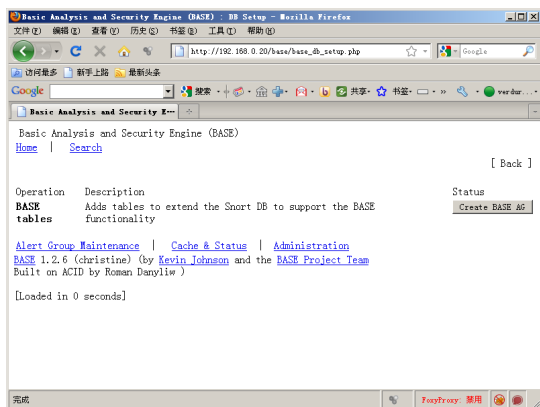 Basic Analysis and Security Engine (BASE) : DB Setup - Mozilla Firefox
文件(F) 编辑(E) 查看(V) 历史(S) 书签(B) 工具(T) 帮助(H)
http://192.168.0.20/base/base_db_setup.php
Google
访问最多 新手上路 最新头条
Google 搜索 共享 书签 verdur...
Basic Analysis and Security E...
Basic Analysis and Security Engine (BASE)
Home | Search
[ Back ]
Operation Description Status
BASE tables Adds tables to extend the Snort DB to support the BASE functionality Create BASE AG
Alert Group Maintenance | Cache & Status | Administration
BASE 1.2.6 (christine) (by Kevin Johnson and the BASE Project Team
Built on ACID by Roman Danyliw )
[Loaded in 0 seconds]
完成 FoxyProxy: 禁用